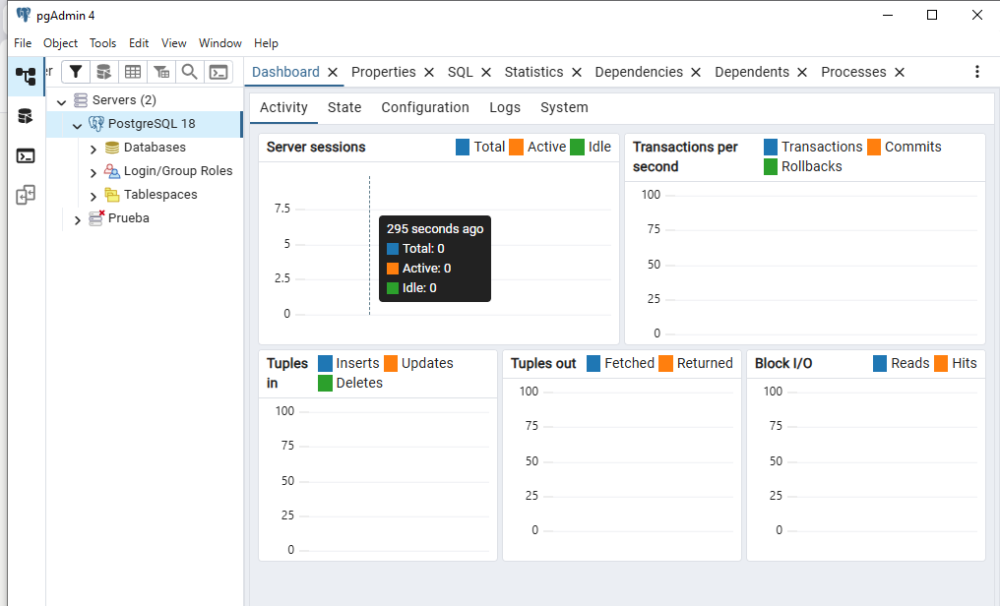 pgAdmin 4
File Object Tools Edit View Window Help
er
Dashboard Properties SQL Statistics Dependencies Dependents Processes
Servers (2)
PostgreSQL 18
Databases
Login/Group Roles
Tablespaces
Prueba
Activity State Configuration Logs System
Server sessions
Total Active Idle
7.5
5
2.5
0
295 seconds ago
Total: 0
Active: 0
Idle: 0
Transactions per
second
Transactions Commits
Rollbacks
100
75
50
25
0
Tuples
in
Inserts Updates
Deletes
100
75
50
25
0
Tuples out
Fetched Returned
100
75
50
25
0
Block I/O
Reads Hits
100
75
50
25
0